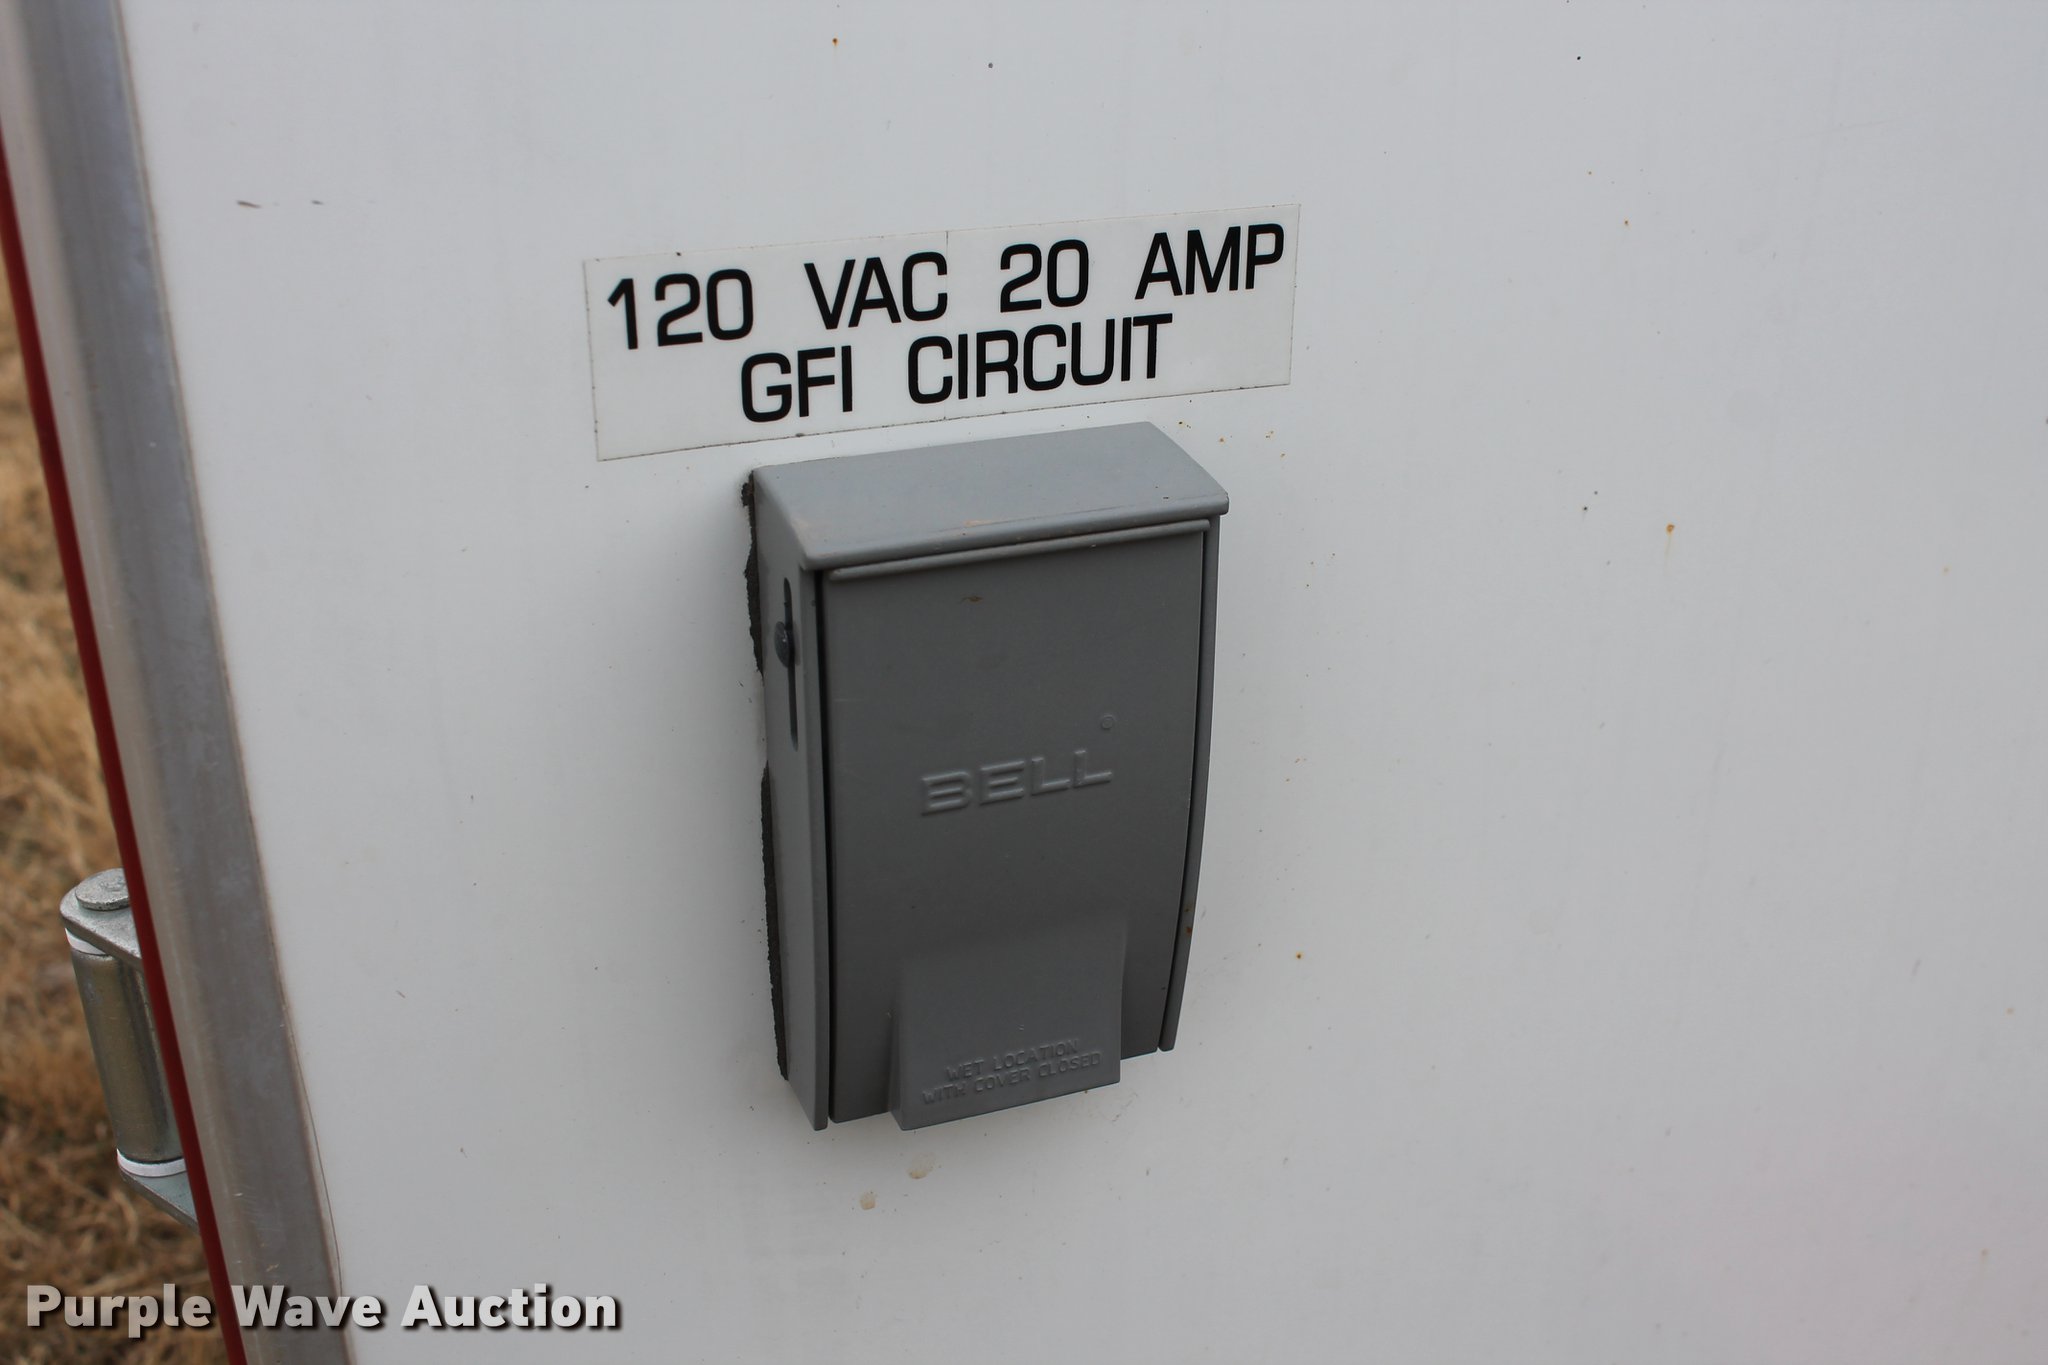 120 VAC 20 AMP
GFI CIRCUIT
BELL
WET LOCATION
WITH COVER CLOSED
Purple Wave Auction